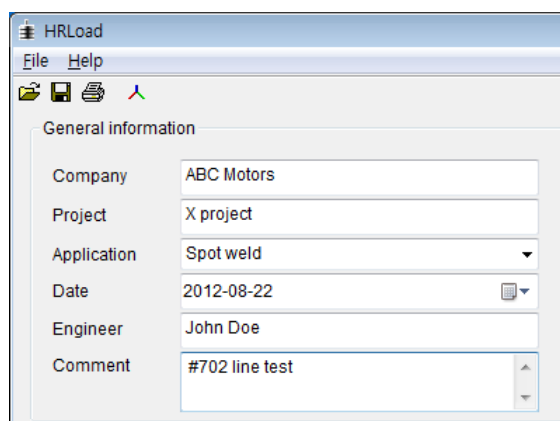 HRLoad
File Help
General information
Company ABC Motors
Project X project
Application Spot weld
Date 2012-08-22
Engineer John Doe
Comment #702 line test